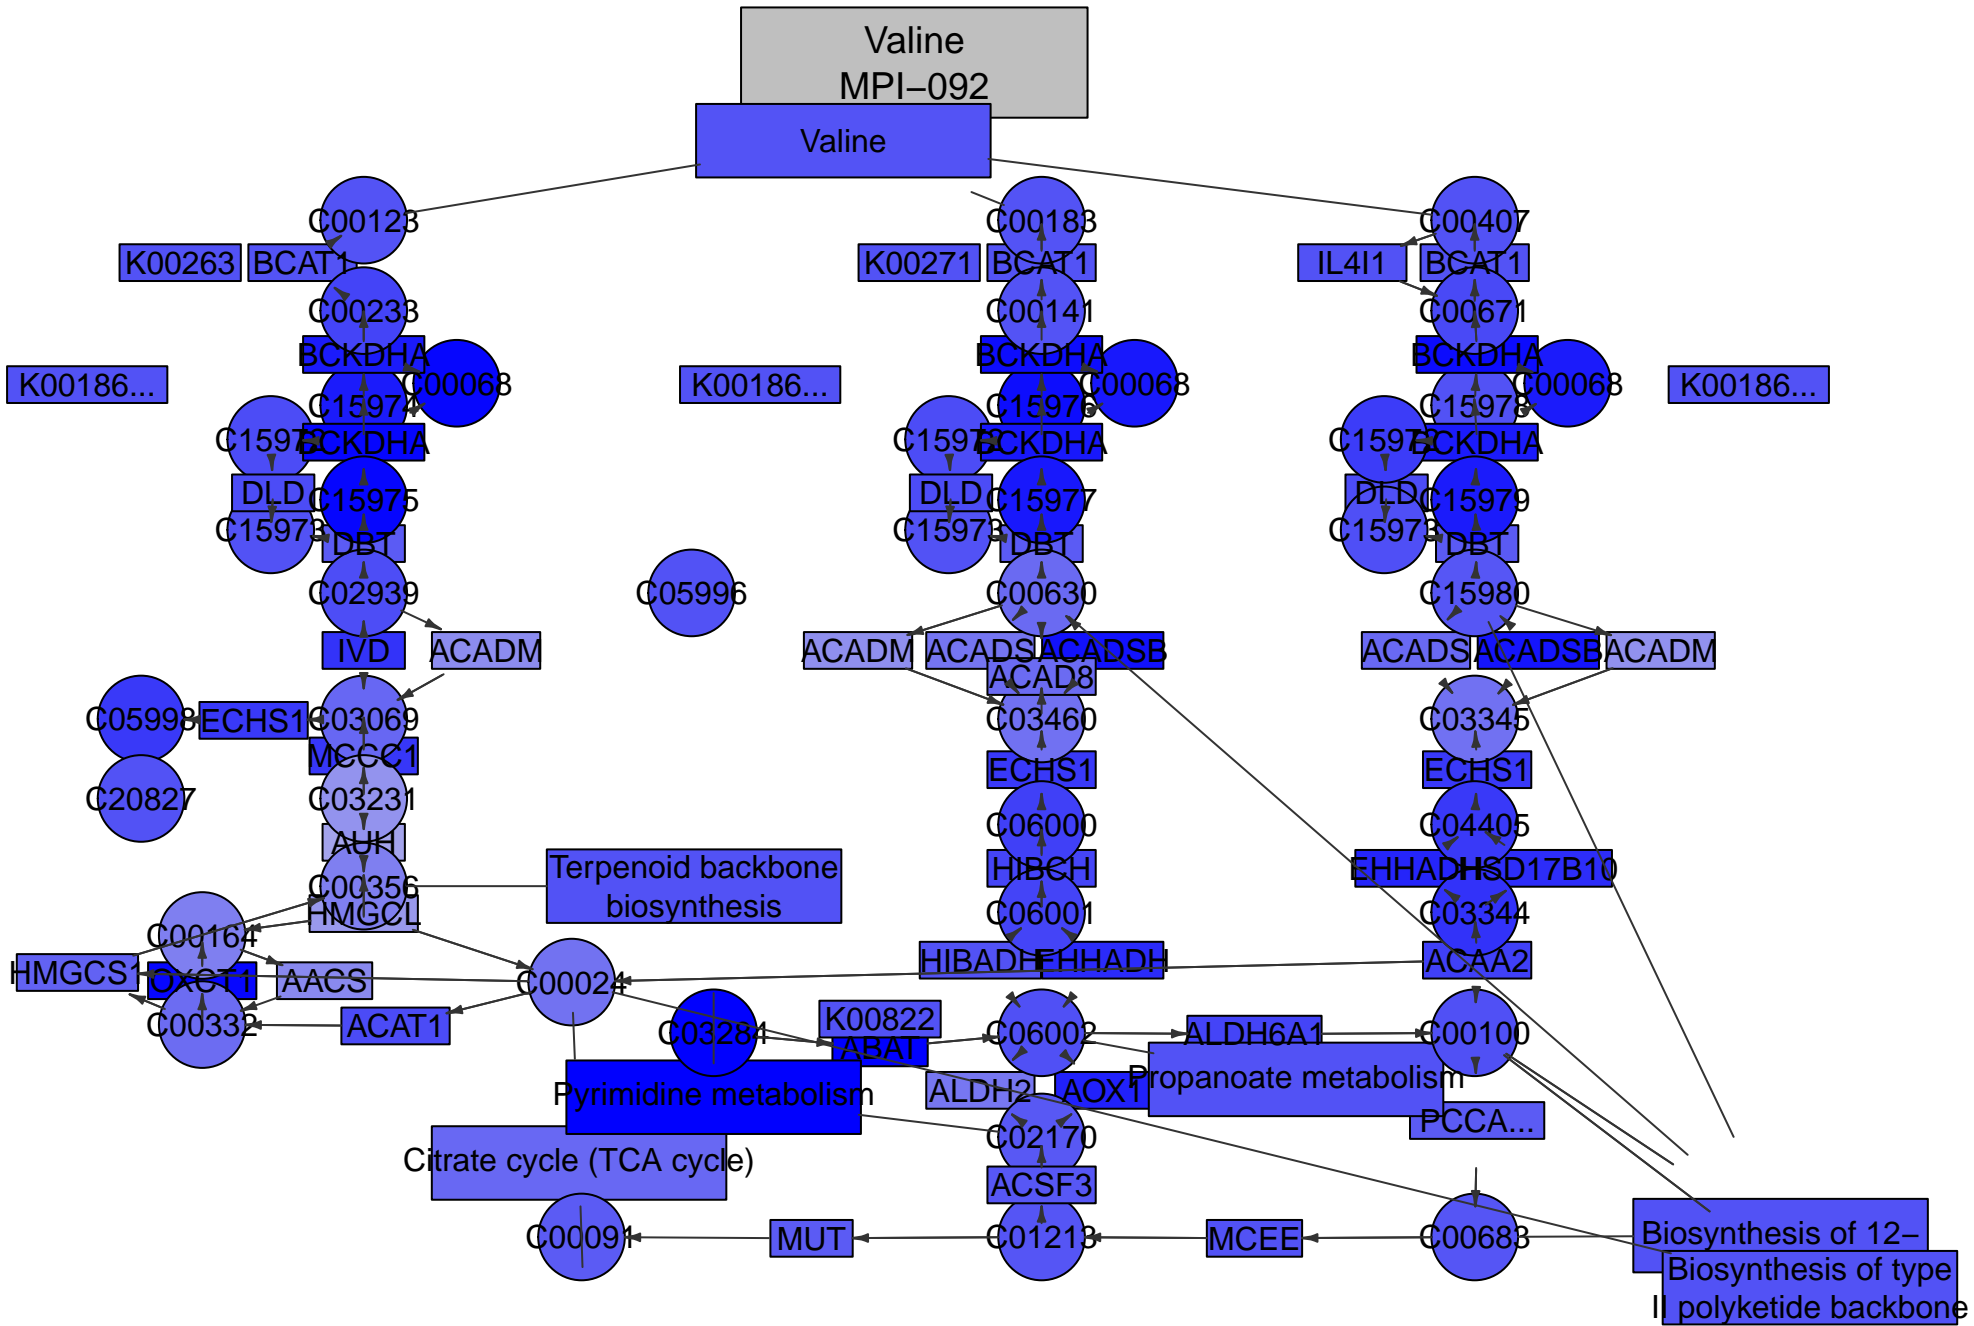 Valine
MPI–092
Valine
C00123
C00183
C00407
K00263
BCAT1
K00271
BCAT1
IL4I1
BCAT1
C00233
C00141
C00671
BCKDHA
BCKDHA
BCKDHA
K00186...
C15974
C00068
K00186...
C15976
C00068
C15978
C00068
K00186...
C15972
BCKDHA
C15972
BCKDHA
C15972
BCKDHA
DLD
C15975
DLD
C15977
DLD
C15979
C15973
DBT
C15973
DBT
C15973
DBT
C02939
C05996
C00630
C15980
IVD
ACADM
ACADM
ACADS
ACADSB
ACADS
ACADSB
ACADM
ACAD8
C05998
ECHS1
C03069
C03460
C03345
MCCC1
ECHS1
ECHS1
C20827
C03231
C06000
C04405
AUH
Terpenoid backbone
biosynthesis
HIBCH
EHHADH
HSD17B10
C00356
HMGCL
C06001
C03344
C00164
HMGCS1
OXCT1
AACS
C00024
HIBADH
EHHADH
ACAA2
C00332
ACAT1
C03284
K00822
ABAT
C06002
ALDH6A1
C00100
Pyrimidine metabolism
ALDH2
AOX1
Propanoate metabolism
PCCA...
C02170
Citrate cycle (TCA cycle)
ACSF3
C00091
MUT
C01213
MCEE
C00683
Biosynthesis of 12–
Biosynthesis of type
II polyketide backbone